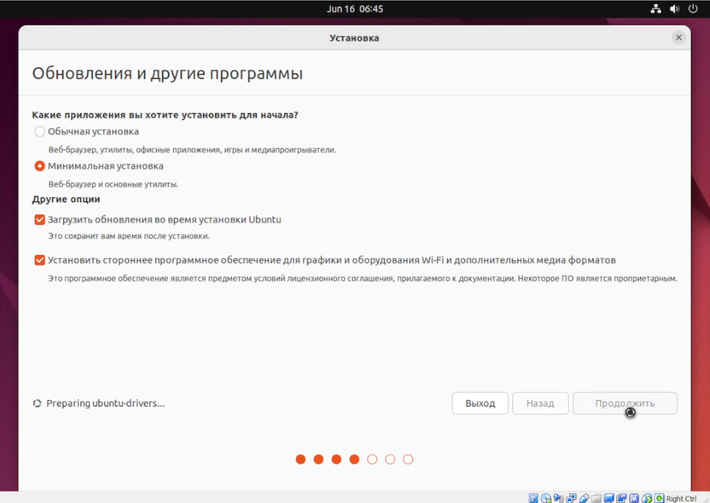 Jun 16 06:45
Установка
Обновления и другие программы
Какие приложения вы хотите установить для начала?
Обычная установка
Веб-браузер, утилиты, офисные приложения, игры и медиапроигрыватели.
Минимальная установка
Веб-браузер и основные утилиты.
Другие опции
Загрузить обновления во время установки Ubuntu
Это сохранит вам время после установки.
Установить стороннее программное обеспечение для графики и оборудования Wi-Fi и дополнительных медиа форматов
Это программное обеспечение является предметом условий лицензионного соглашения, прилагаемого к документации. Некоторое ПО является проприетарным.
Preparing ubuntu-drivers...
Выход
Назад
Продолжить
Right Ctrl